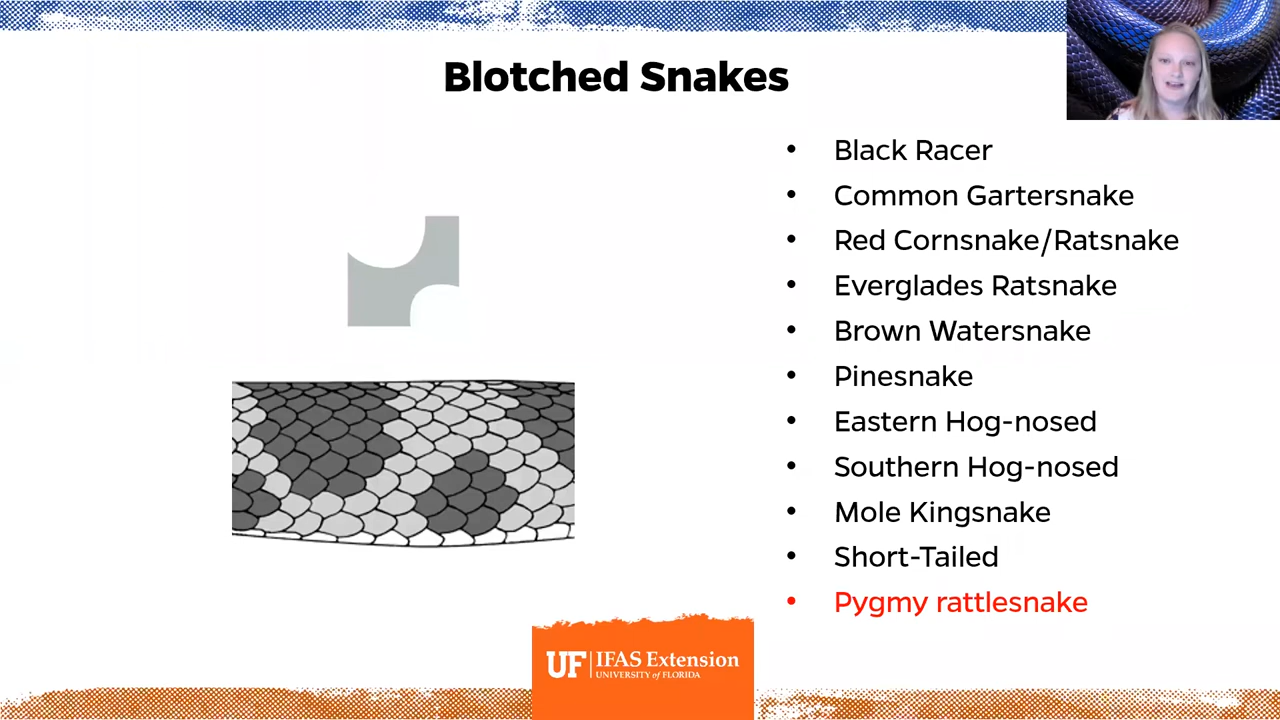 Blotched Snakes
• Black Racer
• Common Gartersnake
• Red Cornsnake/Ratsnake
• Everglades Ratsnake
• Brown Watersnake
• Pinesnake
• Eastern Hog-nosed
• Southern Hog-nosed
• Mole Kingsnake
• Short-Tailed
• Pygmy rattlesnake
UF IFAS Extension
UNIVERSITY of FLORIDA